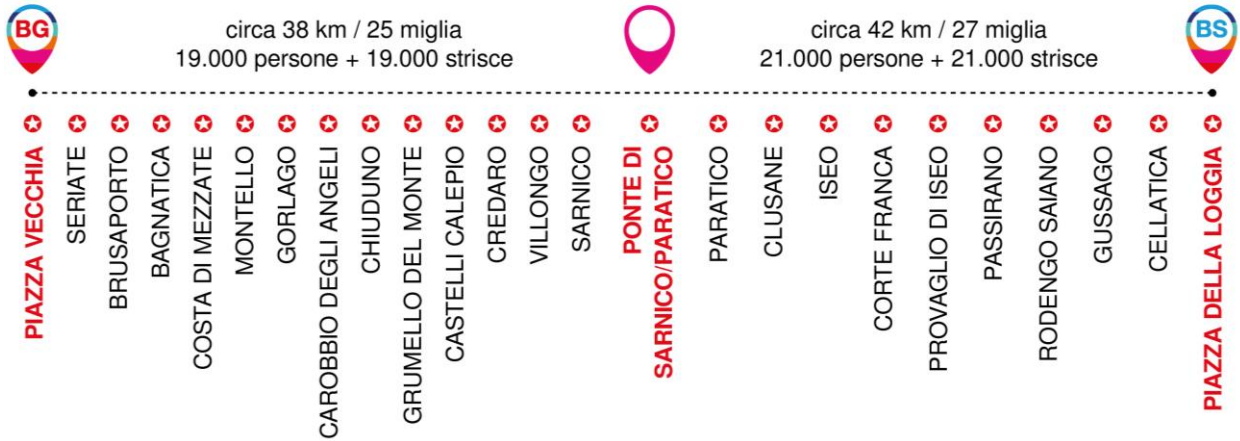 BG
circa 38 km / 25 miglia
19.000 persone + 19.000 strisce
circa 42 km / 27 miglia
21.000 persone + 21.000 strisce
BS
PIAZZA VECCHIA
SERIATE
BRUSAPORTO
BAGNATICA
COSTA DI MEZZATE
MONTELLO
GORLAGO
CAROBBIO DEGLI ANGELI
CHIUDUNO
GRUMELLO DEL MONTE
CASTELLI CALEPIO
CREDARO
VILLONGO
SARNICO
PONTE DI
SARNICO/PARATICO
PARATICO
CLUSANE
ISEO
CORTE FRANCA
PROVAGLIO DI ISEO
PASSIRANO
RODENGO SAIANO
GUSSAGO
CELLATICA
PIAZZA DELLA LOGGIA